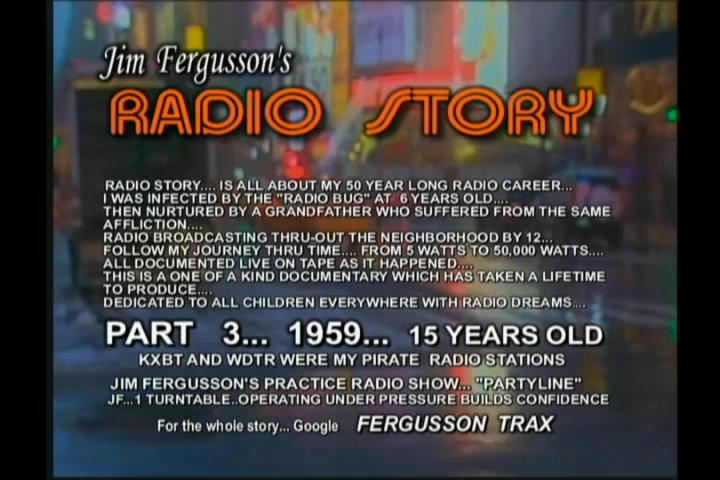 Jim Fergusson's
RADIO STORY
RADIO STORY.... IS ALL ABOUT MY 50 YEAR LONG RADIO CAREER...
I WAS INFECTED BY THE "RADIO BUG" AT 6 YEARS OLD....
THEN NURTURED BY A GRANDFATHER WHO SUFFERED FROM THE SAME
AFFLICTION....
RADIO BROADCASTING THRU-OUT THE NEIGHBORHOOD BY 12...
FOLLOW MY JOURNEY THRU TIME.... FROM 5 WATTS TO 50,000 WATTS....
ALL DOCUMENTED LIVE ON TAPE AS IT HAPPENED....
THIS IS A ONE OF A KIND DOCUMENTARY WHICH HAS TAKEN A LIFETIME
TO PRODUCE....
DEDICATED TO ALL CHILDREN EVERYWHERE WITH RADIO DREAMS....
PART 3... 1959... 15 YEARS OLD
KXBT AND WDTR WERE MY PIRATE RADIO STATIONS
JIM FERGUSSON'S PRACTICE RADIO SHOW... "PARTYLINE"
JF...1 TURNTABLE..OPERATING UNDER PRESSURE BUILDS CONFIDENCE
For the whole story... Google FERGUSSON TRAX